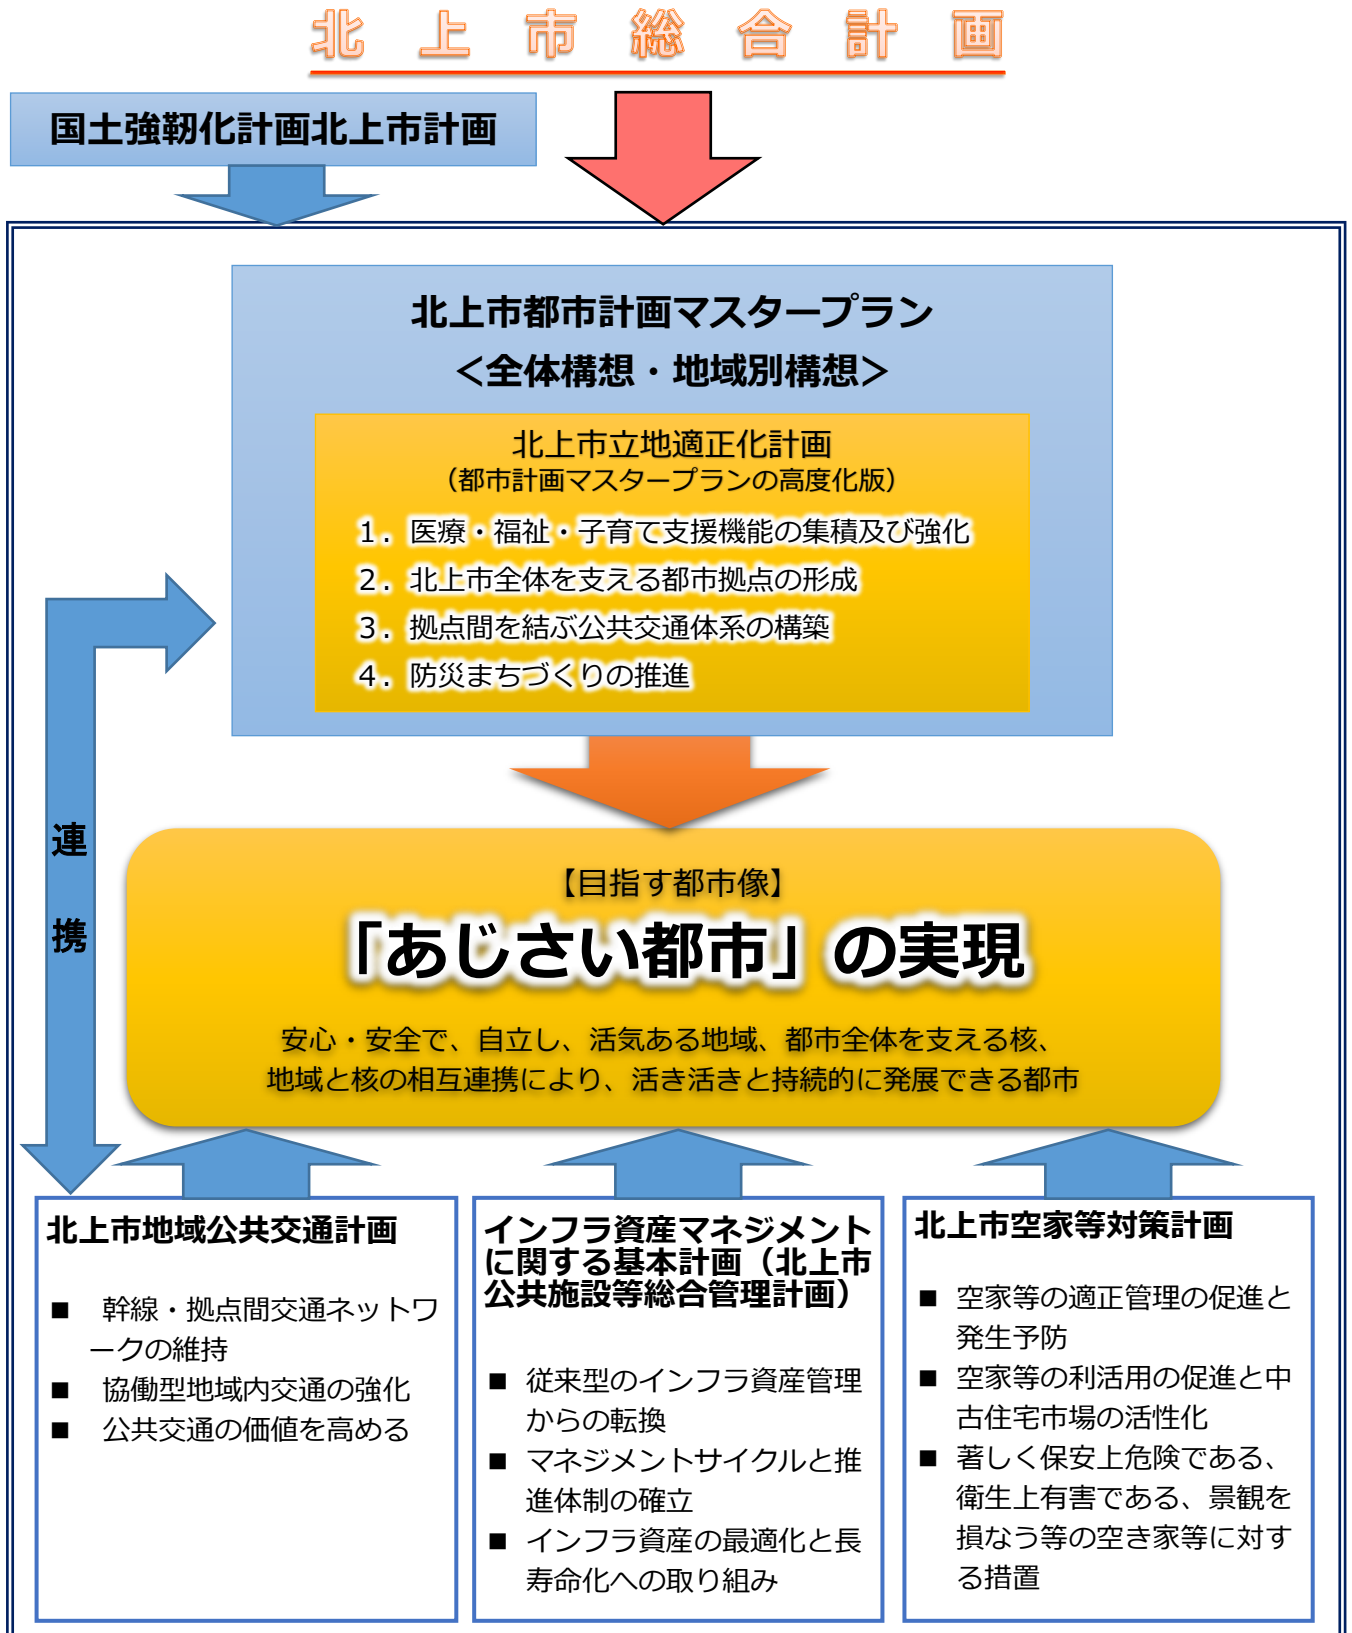 北上市総合計画
国土強靭化計画北上市計画
北上市都市計画マスタープラン
＜全体構想・地域別構想＞
北上市立地適正化計画
（都市計画マスタープランの高度化版）
１．医療・福祉・子育て支援機能の集積及び強化
２．北上市全体を支える都市拠点の形成
３．拠点間を結ぶ公共交通体系の構築
４．防災まちづくりの推進
連
携
【目指す都市像】
「あじさい都市」の実現
安心・安全で、自立し、活気ある地域、都市全体を支える核、
地域と核の相互連携により、活き活きと持続的に発展できる都市
北上市地域公共交通計画
■ 幹線・拠点間交通ネットワ
ークの維持
■ 協働型地域内交通の強化
■ 公共交通の価値を高める
インフラ資産マネジメント
に関する基本計画（北上市
公共施設等総合管理計画）
■ 従来型のインフラ資産管理
からの転換
■ マネジメントサイクルと推
進体制の確立
■ インフラ資産の最適化と長
寿命化への取り組み
北上市空家等対策計画
■ 空家等の適正管理の促進と
発生予防
■ 空家等の利活用の促進と中
古住宅市場の活性化
■ 著しく保安上危険である、
衛生上有害である、景観を
損なう等の空き家等に対す
る措置